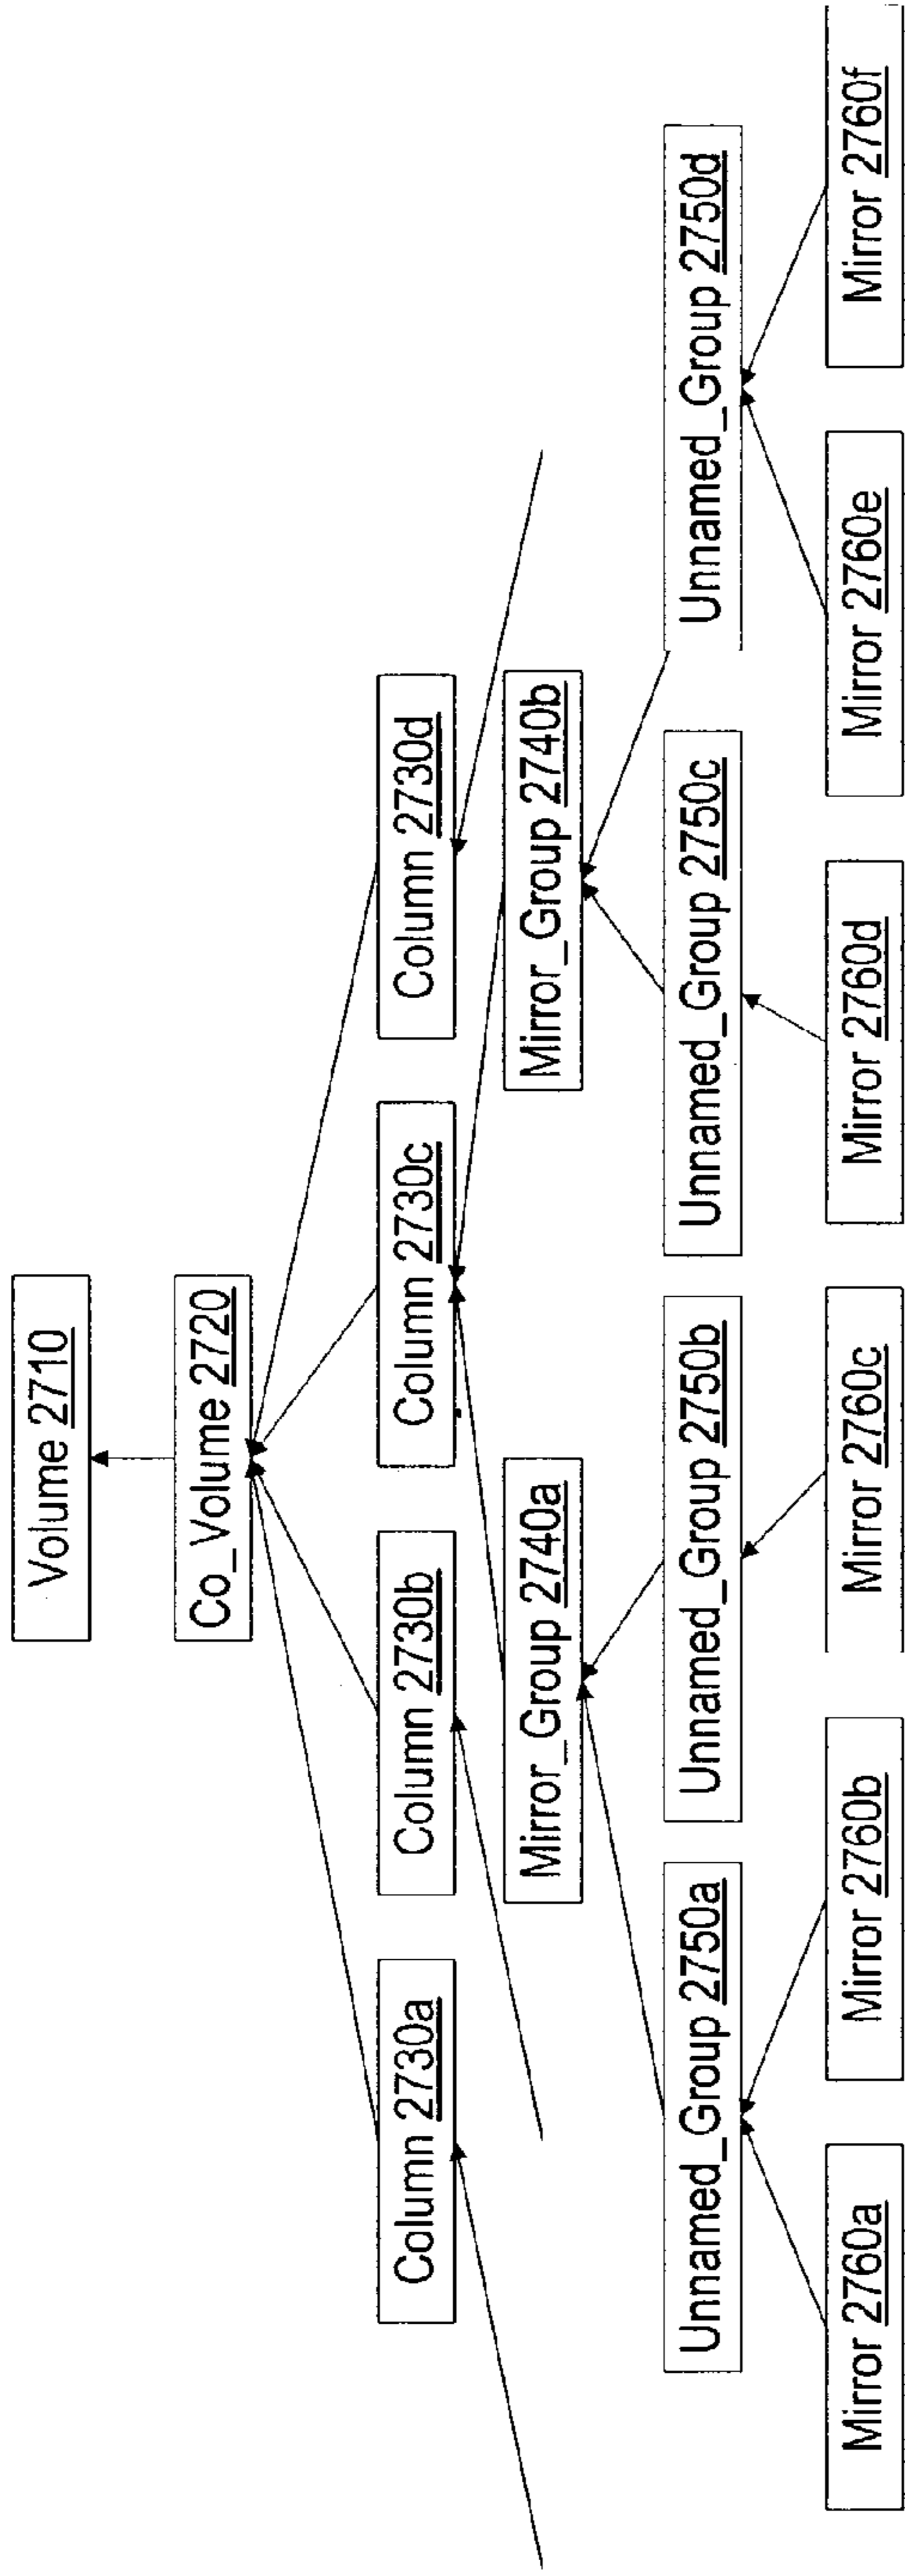 Volume 2710
Co_Volume 2720
Column 2730a
Column 2730b
Column 2730c
Column 2730d
Mirror_Group 2740a
Mirror_Group 2740b
Unnamed_Group 2750a
Unnamed_Group 2750b
Unnamed_Group 2750c
Unnamed_Group 2750d
Mirror 2760a
Mirror 2760b
Mirror 2760c
Mirror 2760d
Mirror 2760e
Mirror 2760f